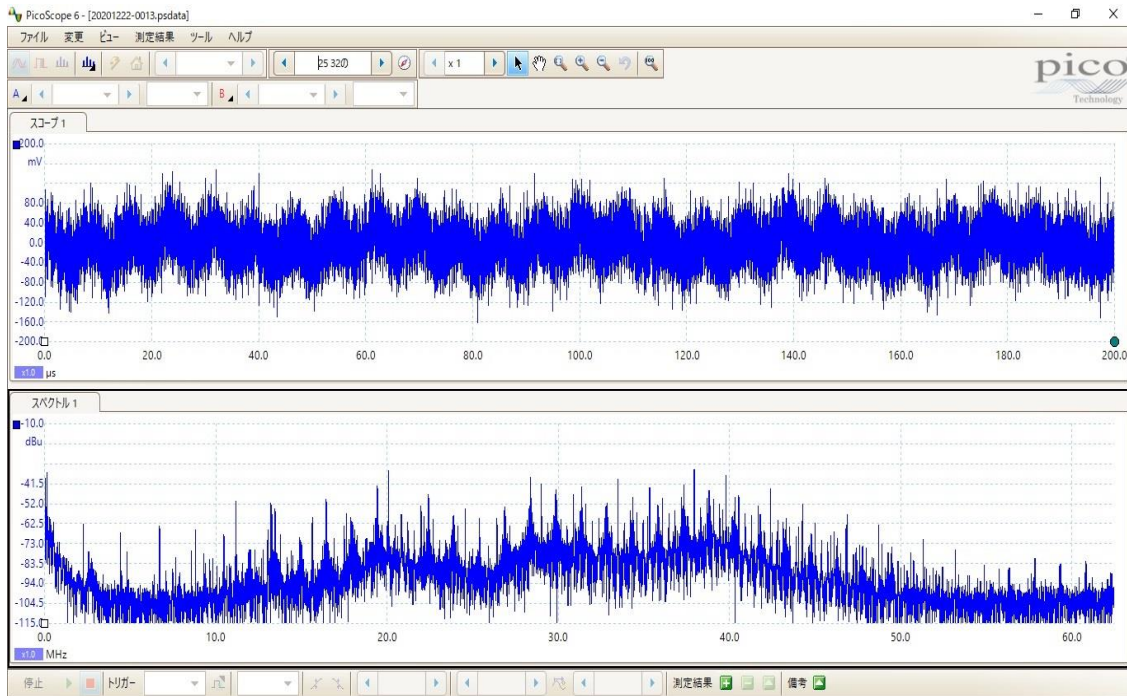 PicoScope 6 - [20201222-0013.psdata]
ファイル 変更 ビュー 測定結果 ツール ヘルプ
25 320の x 1
pico
Technology
A B
スコープ 1
200.0
mV
80.0
40.0
0.0
-40.0
-80.0
-120.0
-160.0
-200.0
0.0 20.0 40.0 60.0 80.0 100.0 120.0 140.0 160.0 180.0 200.0
x1.0 µs
スペクトル 1
-10.0
dBu
-41.5
-52.0
-62.5
-73.0
-83.5
-94.0
-104.5
-115.0
0.0 10.0 20.0 30.0 40.0 50.0 60.0
x1.0 MHz
停止 トリガー 測定結果 備考